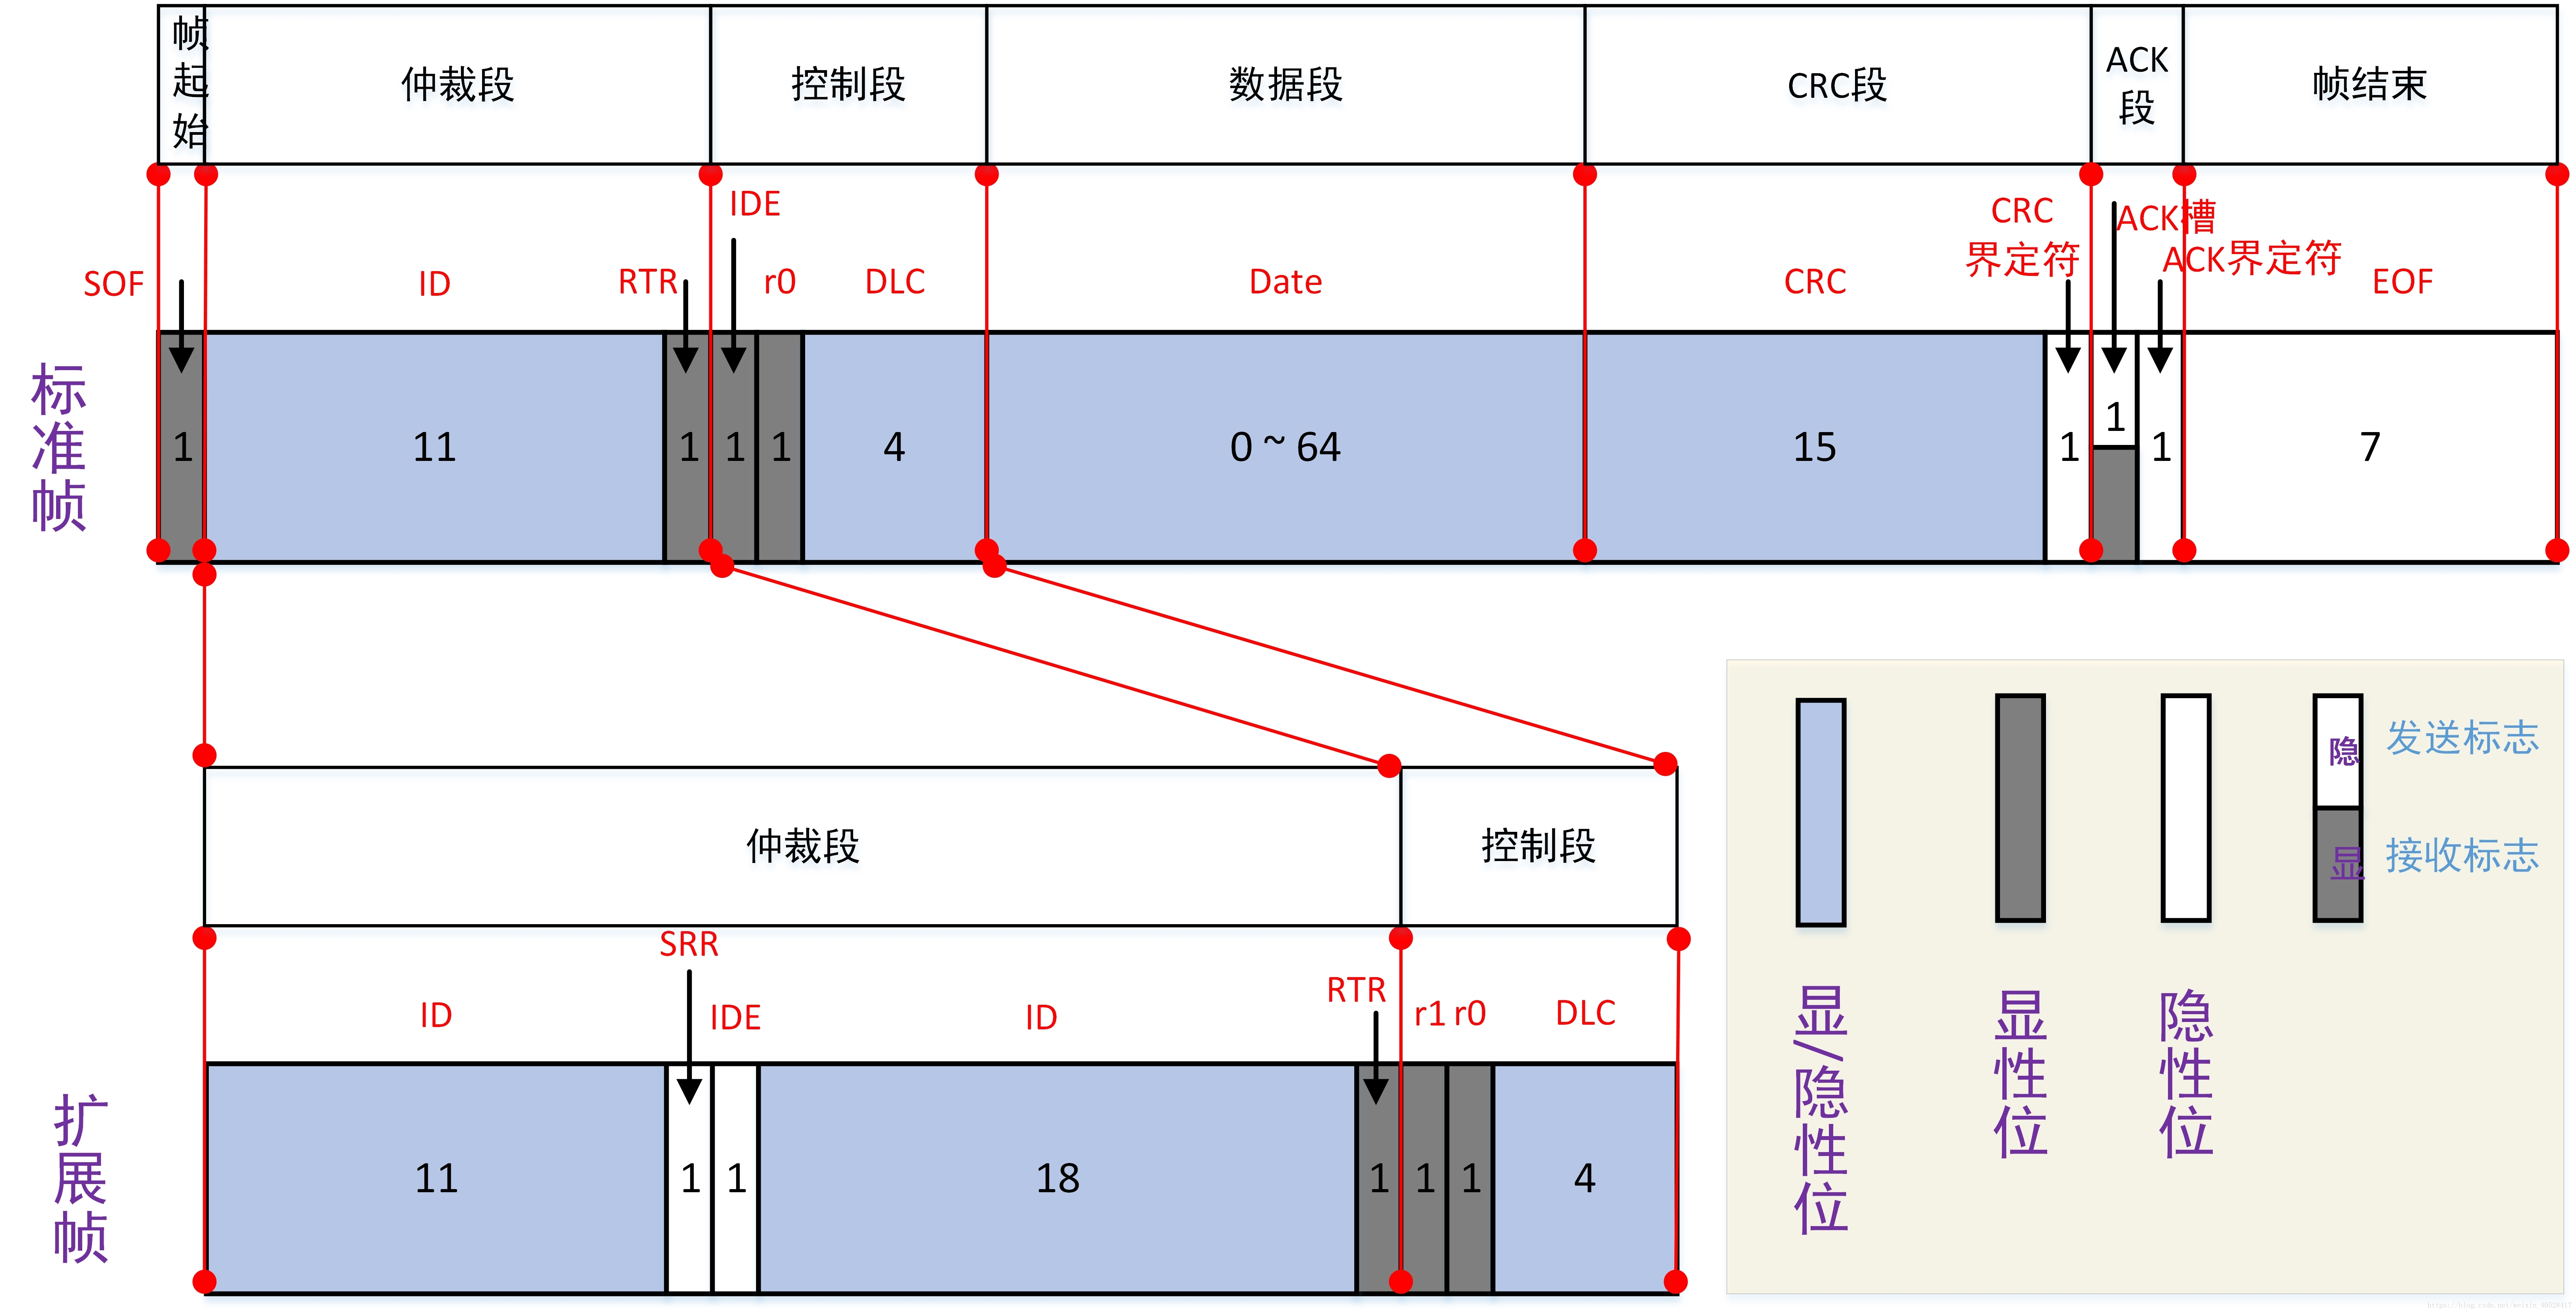 帧起始
仲裁段
控制段
数据段
CRC段
ACK段
帧结束
SOF
ID
RTR
IDE
r0
DLC
Date
CRC
CRC界定符
ACK槽
ACK界定符
EOF
标准帧
1
11
1
1
1
4
0 ~ 64
15
1
1
1
7
仲裁段
控制段
ID
SRR
IDE
ID
RTR
r1
r0
DLC
扩展帧
11
1
1
18
1
1
1
4
隐
发送标志
显
接收标志
显/隐性位
显性位
隐性位